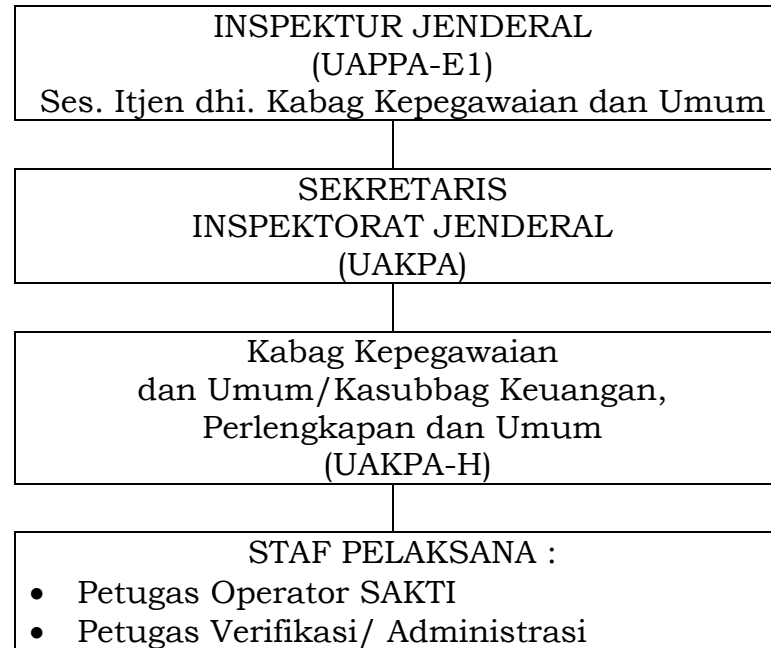 INSPEKTUR JENDERAL
(UAPPA-E1)
Ses. Itjen dhi. Kabag Kepegawaian dan Umum
SEKRETARIS
INSPEKTORAT JENDERAL
(UAKPA)
Kabag Kepegawaian
dan Umum/Kasubbag Keuangan,
Perlengkapan dan Umum
(UAKPA-H)
STAF PELAKSANA :
• Petugas Operator SAKTI
• Petugas Verifikasi/ Administrasi